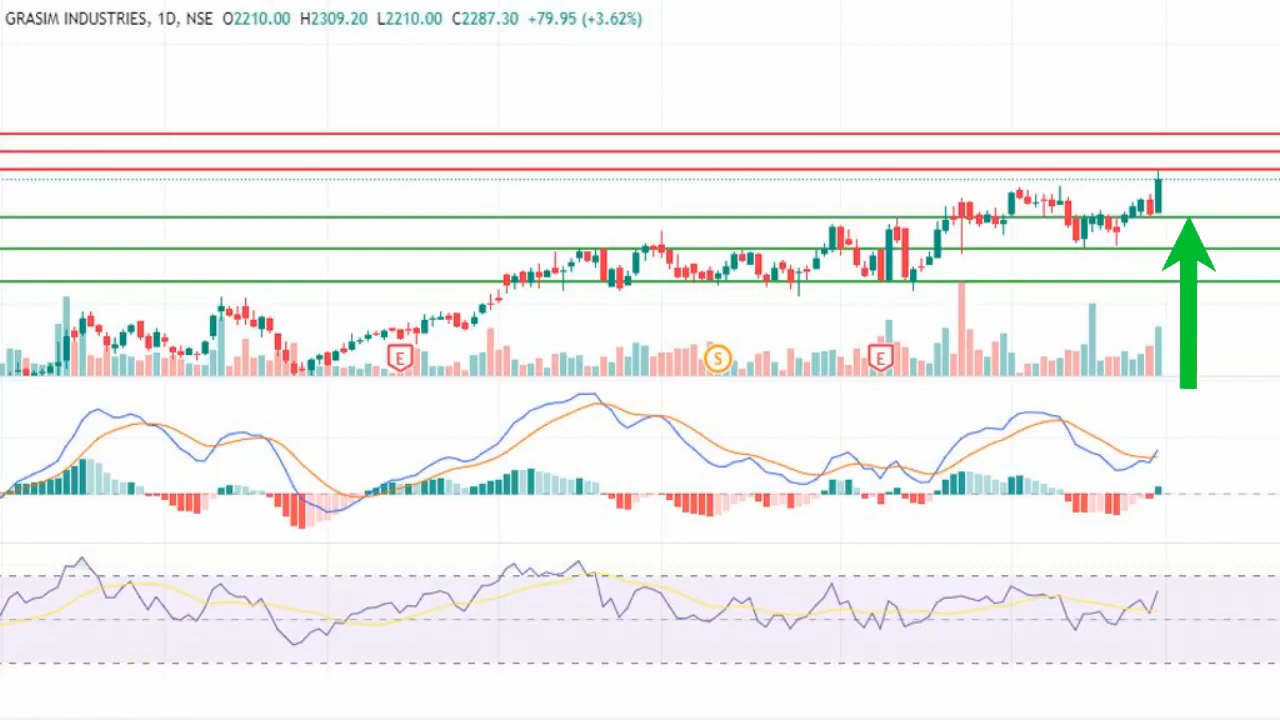 GRASIM INDUSTRIES, 1D, NSE O2210.00 H2309.20 L2210.00 C2287.30 +79.95 (+3.62%)
E S E